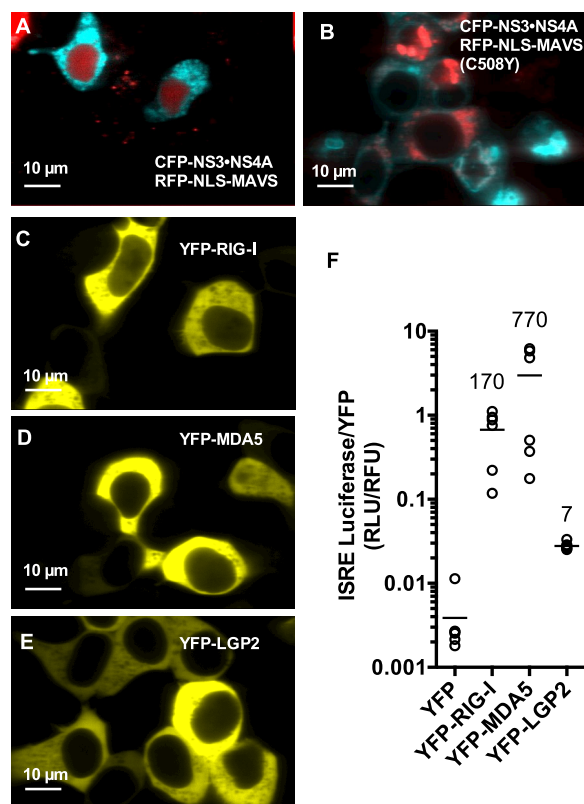 A
CFP-NS3•NS4A
RFP-NLS-MAVS
10 µm
B
CFP-NS3•NS4A
RFP-NLS-MAVS
(C508Y)
10 µm
C
YFP-RIG-I
10 µm
D
YFP-MDA5
10 µm
E
YFP-LGP2
10 µm
F
ISRE Luciferase/YFP
(RLU/RFU)
10
1
0.1
0.01
0.001
170
770
7
YFP
YFP-RIG-I
YFP-MDA5
YFP-LGP2